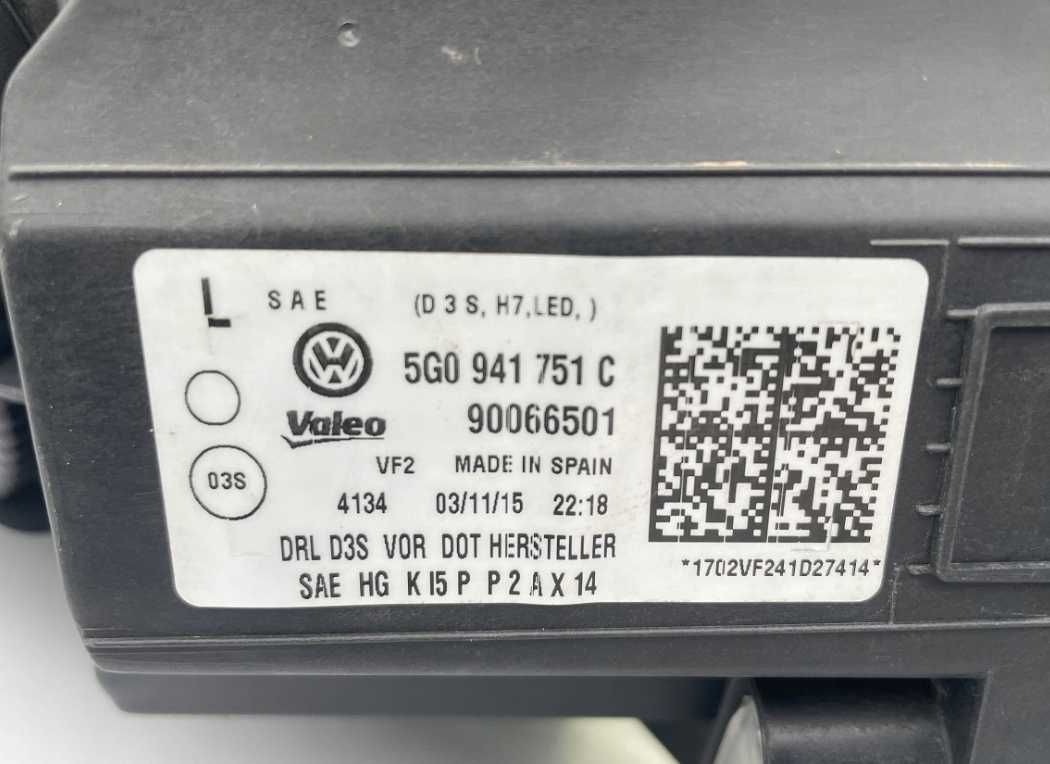 L SAE (D3S, H7,LED,)
5G0 941 751 C
Valeo 90066501
VF2 MADE IN SPAIN
03S
4134 03/11/15 22:18
DRL D3S VOR DOT HERSTELLER
SAE HG K I5 P P 2 A X 14
*1702VF241D27414*